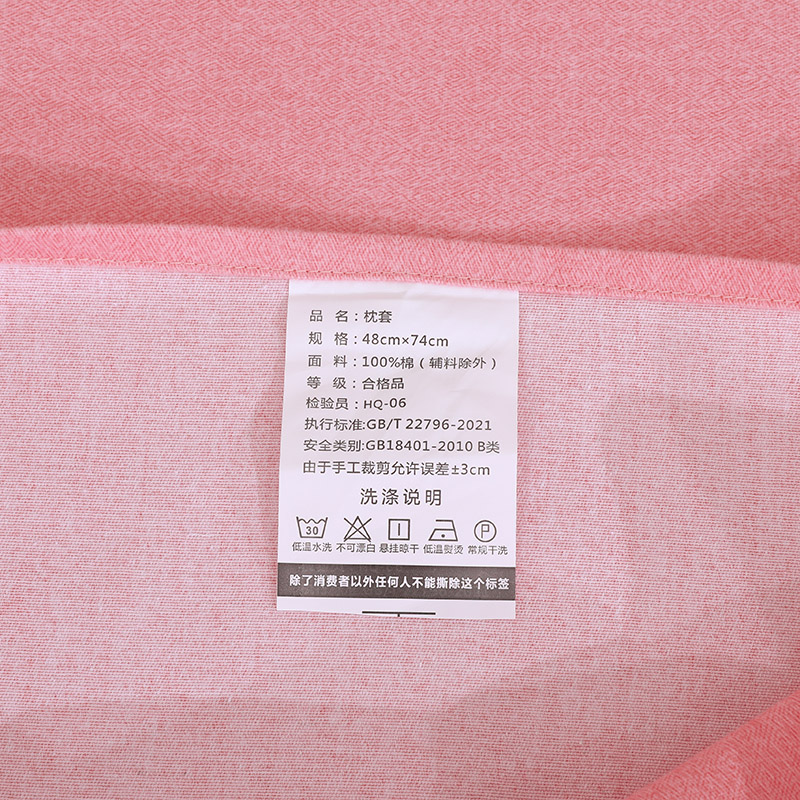 品 名：枕套
规 格：48cm×74cm
面 料：100%棉（辅料除外）
等 级：合格品
检验员：HQ-06
执行标准:GB/T 22796-2021
安全类别:GB18401-2010 B类
由于手工裁剪允许误差±3cm
洗涤说明
30 P
低温水洗 不可漂白 悬挂晾干 低温熨烫 常规干洗
除了消费者以外任何人不能撕除这个标签